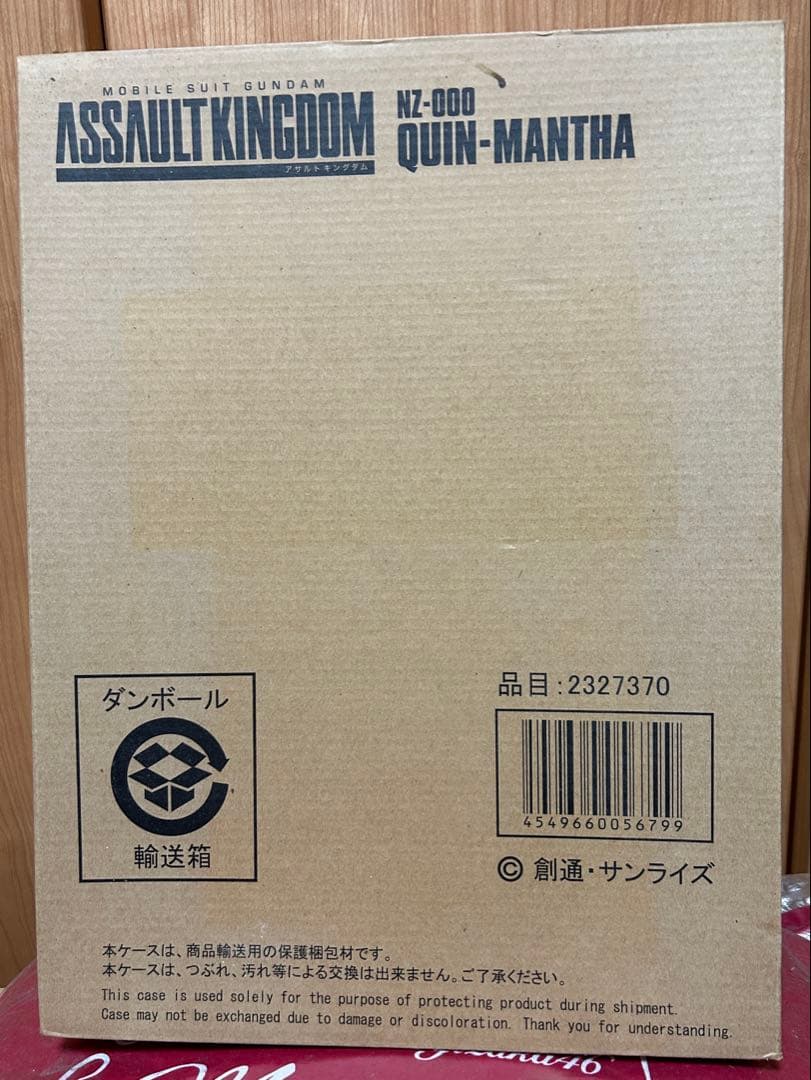 MOBILE SUIT GUNDAM
ASSAULT KINGDOM
アサルト キングダム
NZ-000
QUIN-MANTHA
ダンボール
輸送箱
品目:2327370
4549660056799
© 創通・サンライズ
本ケースは、商品輸送用の保護梱包材です。
本ケースは、つぶれ、汚れ等による交換は出来ません。ご了承ください。
This case is used solely for the purpose of protecting product during shipment.
Case may not be exchanged due to damage or discoloration. Thank you for understanding.